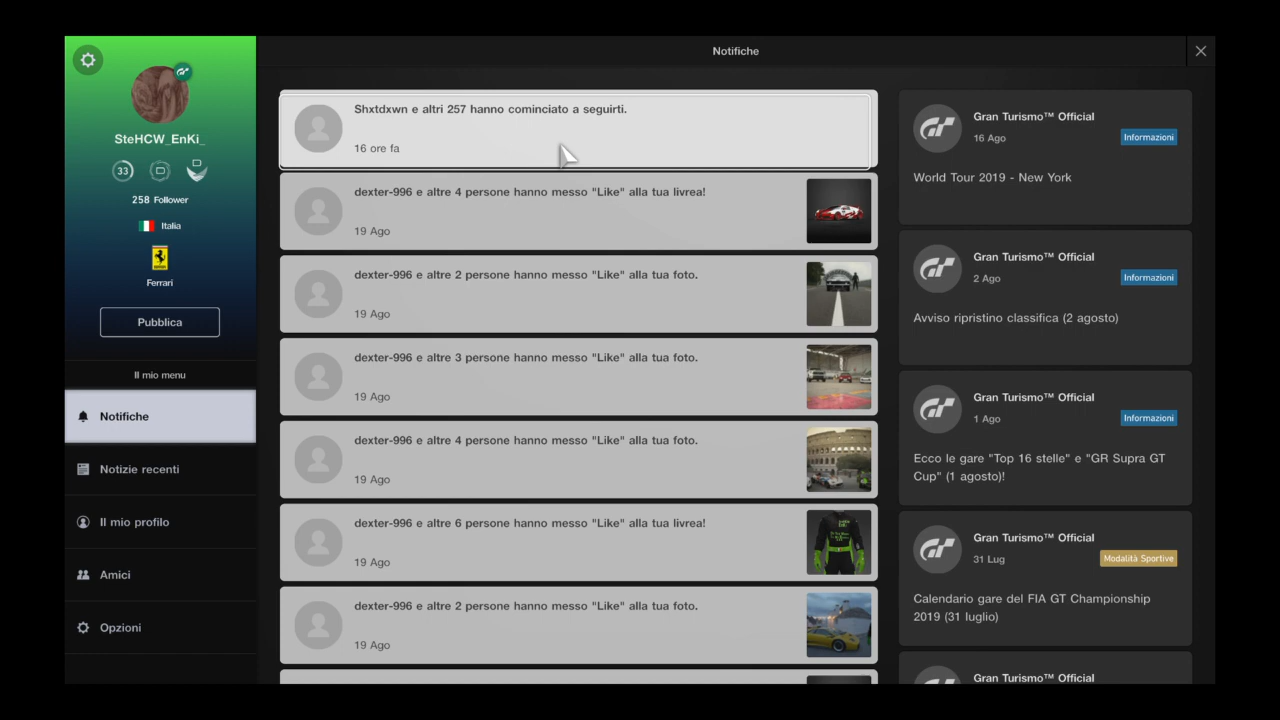 Notifiche
SteHCW_EnKi_
33
258 Follower
Italia
Ferrari
Pubblica
Il mio menu
Notifiche
Notizie recenti
Il mio profilo
Amici
Opzioni
Shxtdxwn e altri 257 hanno cominciato a seguirti.
16 ore fa
dexter-996 e altre 4 persone hanno messo "Like" alla tua livrea!
19 Ago
dexter-996 e altre 2 persone hanno messo "Like" alla tua foto.
19 Ago
dexter-996 e altre 3 persone hanno messo "Like" alla tua foto.
19 Ago
dexter-996 e altre 4 persone hanno messo "Like" alla tua foto.
19 Ago
dexter-996 e altre 6 persone hanno messo "Like" alla tua livrea!
19 Ago
dexter-996 e altre 2 persone hanno messo "Like" alla tua foto.
19 Ago
Gran Turismo™ Official
16 Ago
Informazioni
World Tour 2019 - New York
Gran Turismo™ Official
2 Ago
Informazioni
Avviso ripristino classifica (2 agosto)
Gran Turismo™ Official
1 Ago
Informazioni
Ecco le gare "Top 16 stelle" e "GR Supra GT
Cup" (1 agosto)!
Gran Turismo™ Official
31 Lug
Modalità Sportive
Calendario gare del FIA GT Championship
2019 (31 luglio)
Gran Turismo™ Official